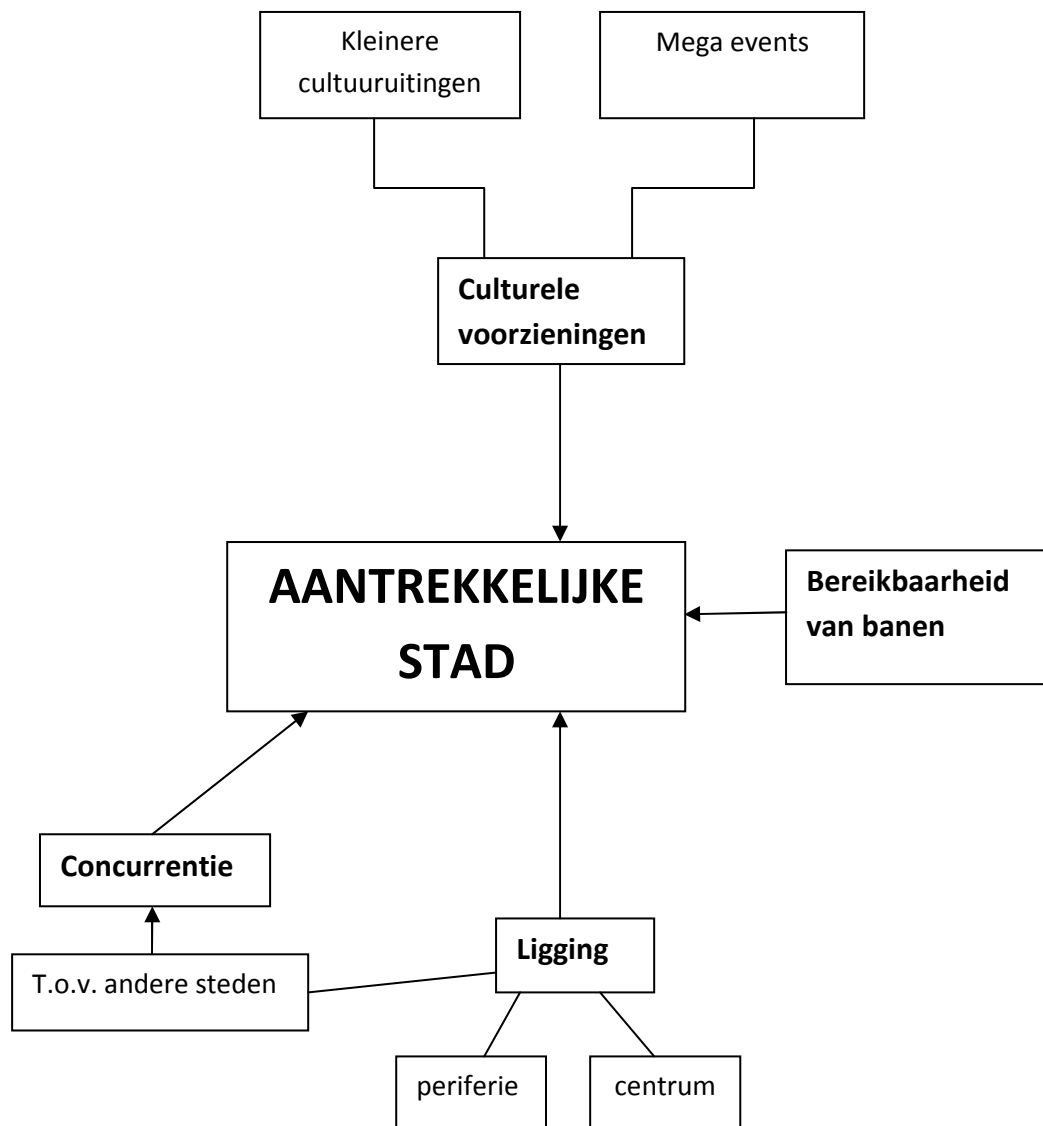 Kleinere
cultuuruitingen
Mega events
Culturele
voorzieningen
AANTREKKELIJKE
STAD
Bereikbaarheid
van banen
Concurrentie
T.o.v. andere steden
Ligging
periferie
centrum